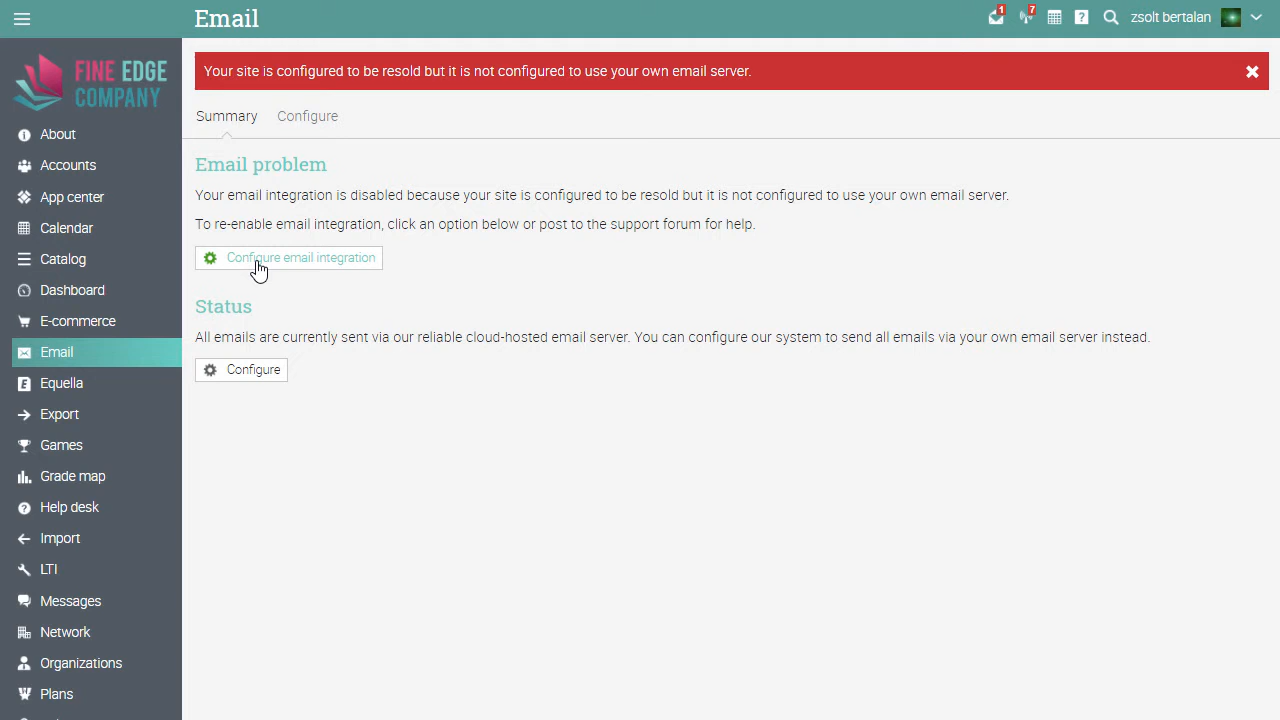 Email
1
7
zsolt bertalan
FINE EDGE
COMPANY
Your site is configured to be resold but it is not configured to use your own email server.
Summary Configure
About
Accounts
App center
Calendar
Catalog
Dashboard
E-commerce
Email
Equella
Export
Games
Grade map
Help desk
Import
LTI
Messages
Network
Organizations
Plans
Email problem
Your email integration is disabled because your site is configured to be resold but it is not configured to use your own email server.
To re-enable email integration, click an option below or post to the support forum for help.
Configure email integration
Status
All emails are currently sent via our reliable cloud-hosted email server. You can configure our system to send all emails via your own email server instead.
Configure